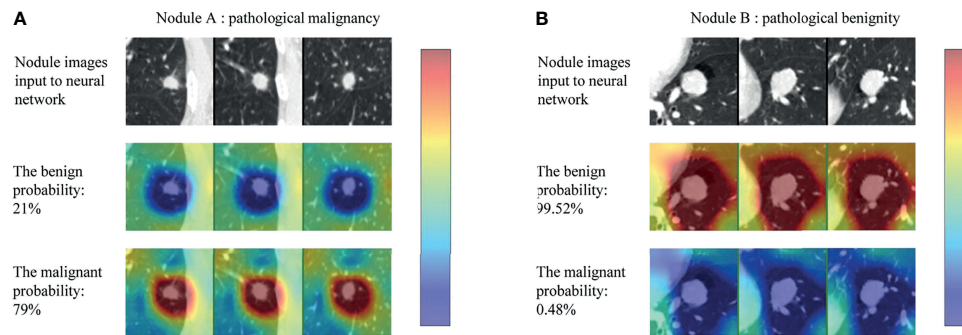 A
Nodule A : pathological malignancy
Nodule images
input to neural
network
The benign
probability:
21%
The malignant
probability:
79%
B
Nodule B : pathological benignity
Nodule images
input to neural
network
The benign
probability:
99.52%
The malignant
probability:
0.48%